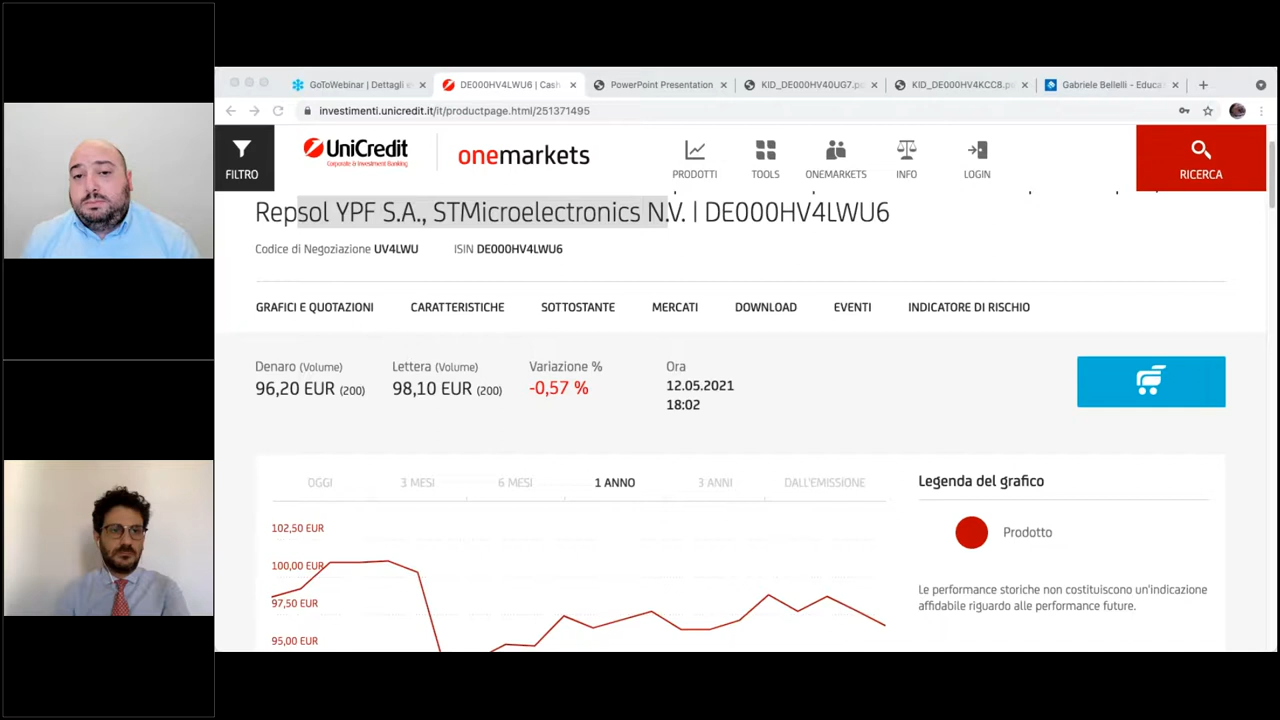 GoToWebinar | Dettagli e
DE000HV4LWU6 | Cash
PowerPoint Presentation
KID_DE000HV40UG7.p
KID_DE000HV4KCC8.p
Gabriele Bellelli - Educa
investimenti.unicredit.it/it/productpage.html/251371495
FILTRO
UniCredit
Corporate & Investment Banking
onemarkets
PRODOTTI
TOOLS
ONEMARKETS
INFO
LOGIN
RICERCA
Repsol YPF S.A., STMicroelectronics N.V. | DE000HV4LWU6
Codice di Negoziazione UV4LWU ISIN DE000HV4LWU6
GRAFICI E QUOTAZIONI CARATTERISTICHE SOTTOSTANTE MERCATI DOWNLOAD EVENTI INDICATORE DI RISCHIO
Denaro (Volume) Lettera (Volume) Variazione % Ora
96,20 EUR (200) 98,10 EUR (200) -0,57 % 12.05.2021
18:02
OGGI 3 MESI 6 MESI 1 ANNO 3 ANNI DALL'EMISSIONE
Legenda del grafico
102,50 EUR
100,00 EUR
97,50 EUR
95,00 EUR
Prodotto
Le performance storiche non costituiscono un'indicazione
affidabile riguardo alle performance future.